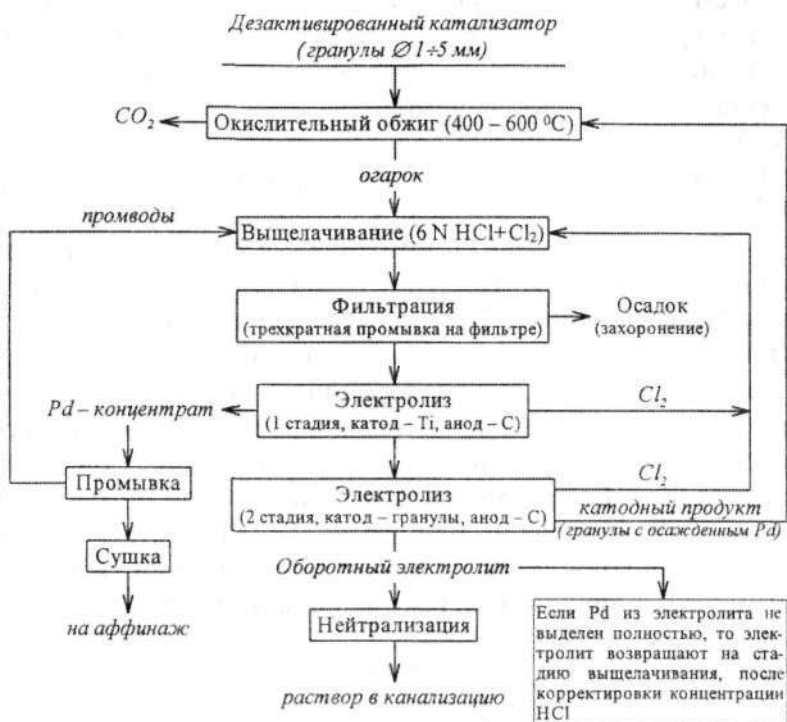 Дезактивированный катализатор
(гранулы Ø 1÷5 мм)
CO₂
Окислительный обжиг (400 – 600 ⁰C)
огарок
промводы
Выщелачивание (6 N HCl+Cl₂)
Фильтрация
(трехкратная промывка на фильтре)
Осадок
(захоронение)
Pd – концентрат
Электролиз
(1 стадия, катод – Ti, анод – C)
Cl₂
Промывка
Электролиз
(2 стадия, катод – гранулы, анод – C)
Cl₂
катодный продукт
(гранулы с осажденным Pd)
Сушка
Оборотный электролит
на аффинаж
Нейтрализация
Если Pd из электролита не
выделен полностью, то элек-
тролит возвращают на ста-
дию выщелачивания, после
корректировки концентрации
HCl
раствор в канализацию